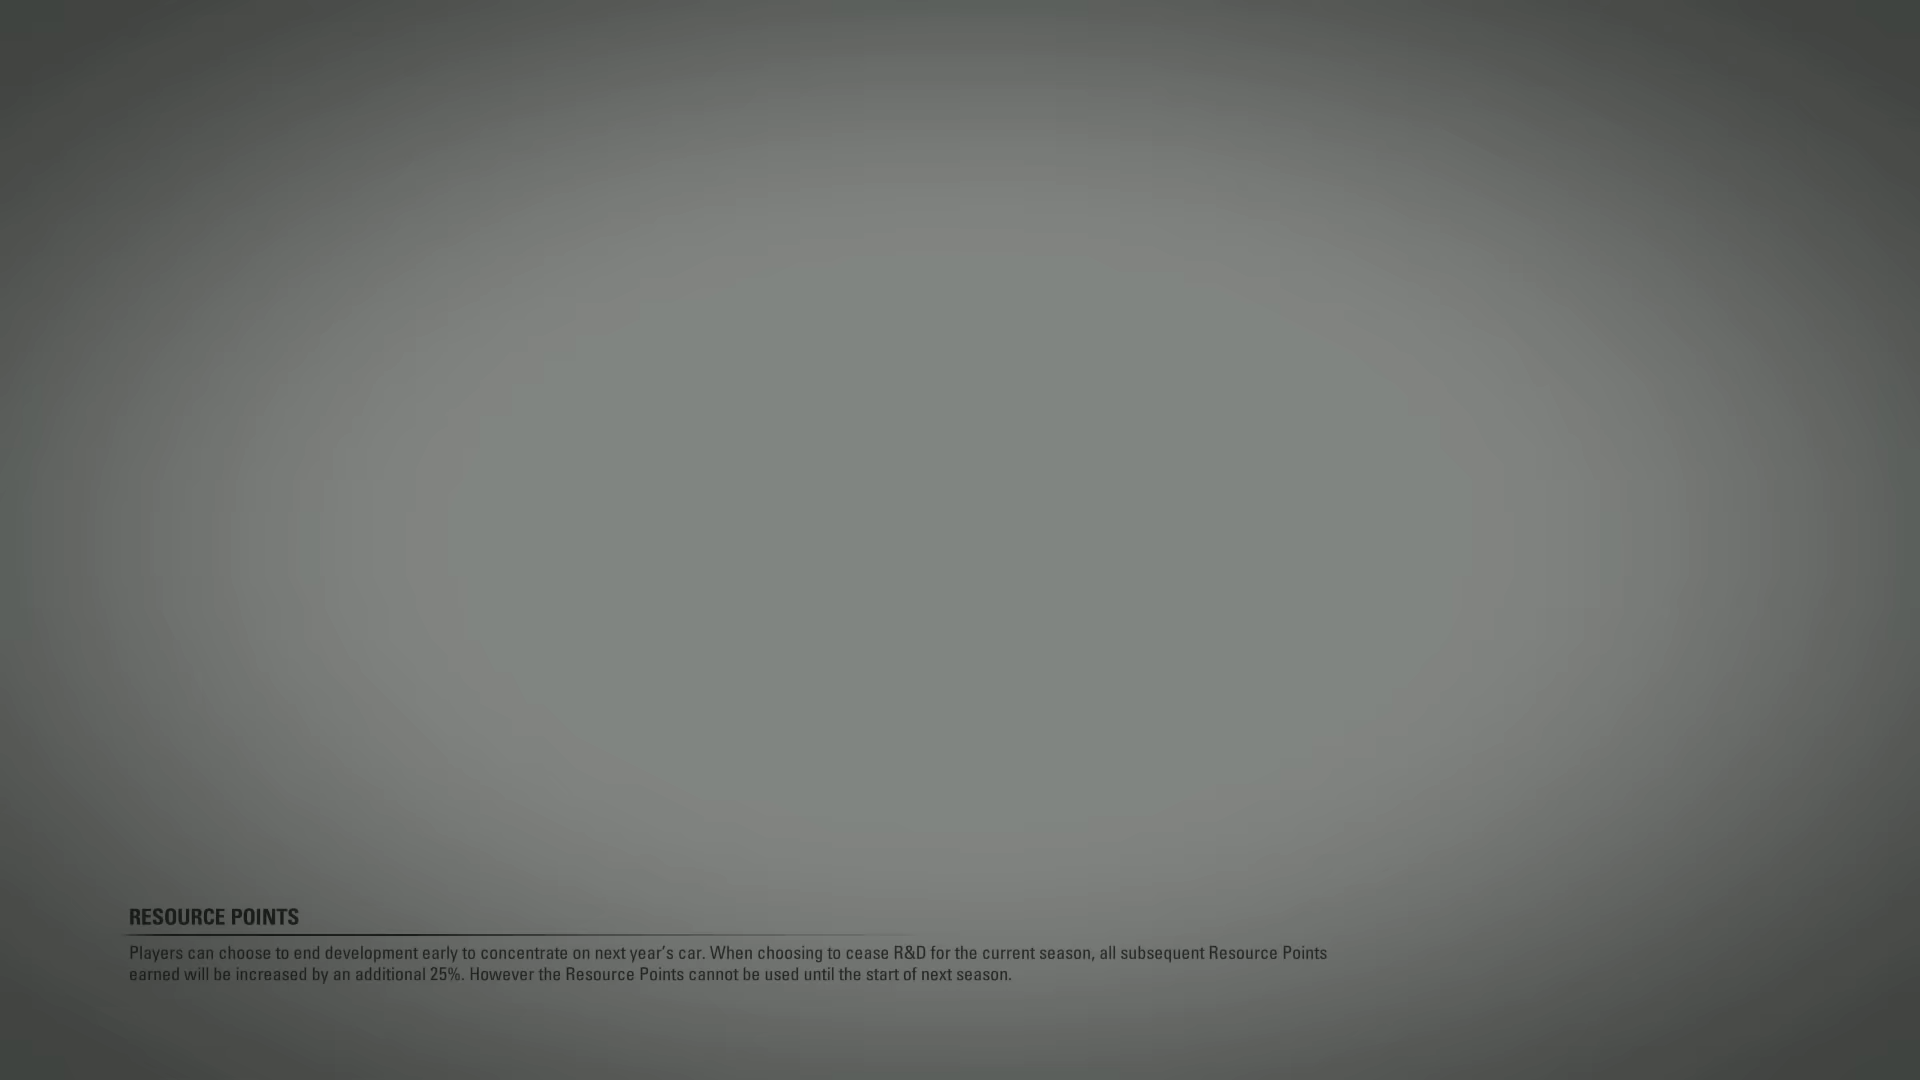 RESOURCE POINTS
Players can choose to end development early to concentrate on next year’s car. When choosing to cease R&D for the current season, all subsequent Resource Points
earned will be increased by an additional 25%. However the Resource Points cannot be used until the start of next season.